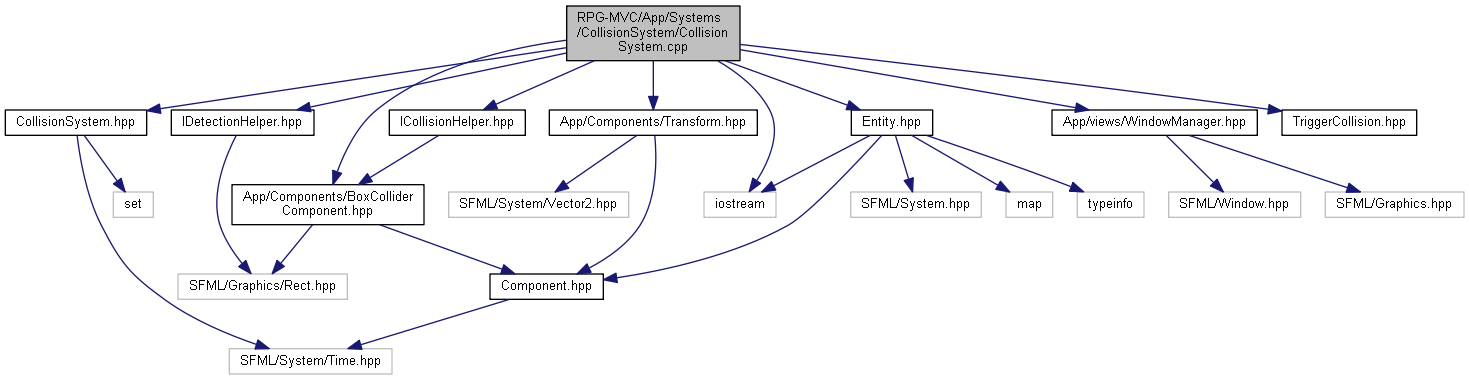 RPG-MVC/App/Systems
/CollisionSystem/Collision
System.cpp
CollisionSystem.hpp
IDetectionHelper.hpp
ICollisionHelper.hpp
App/Components/Transform.hpp
Entity.hpp
App/views/WindowManager.hpp
TriggerCollision.hpp
set
App/Components/BoxCollider
Component.hpp
SFML/System/Vector2.hpp
iostream
SFML/System.hpp
map
typeinfo
SFML/Window.hpp
SFML/Graphics.hpp
SFML/Graphics/Rect.hpp
Component.hpp
SFML/System/Time.hpp